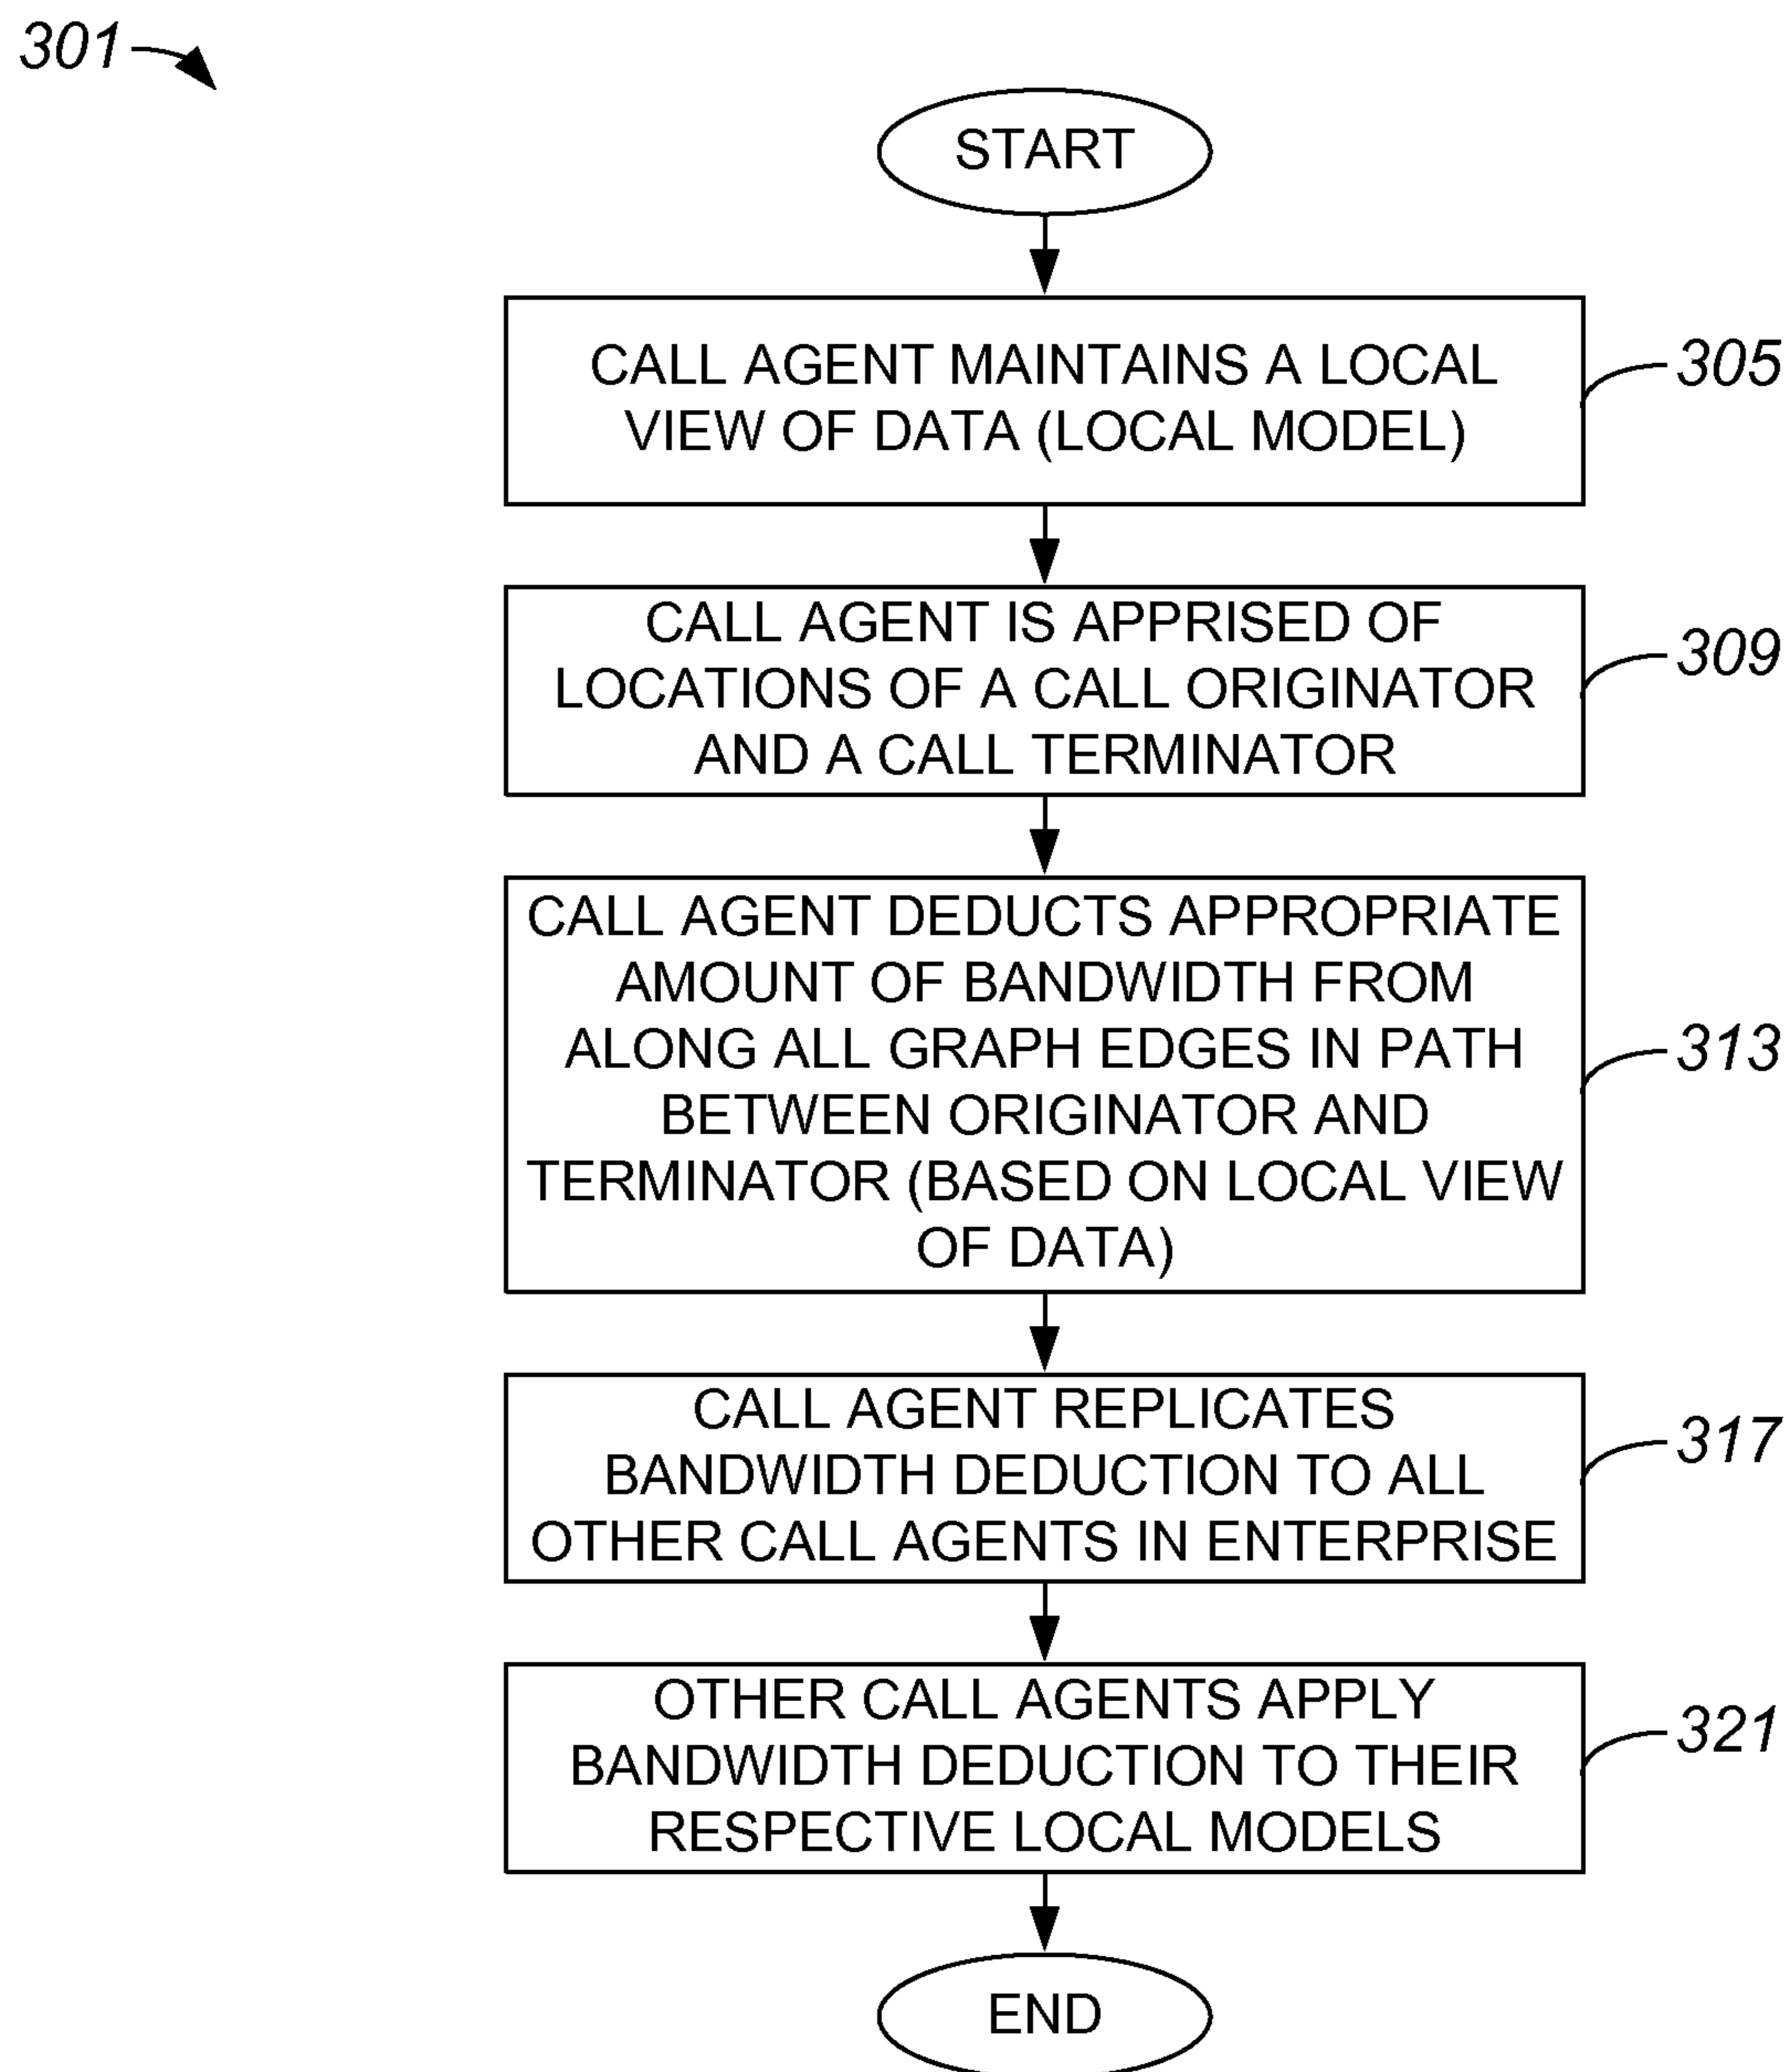 301
START
CALL AGENT MAINTAINS A LOCAL
VIEW OF DATA (LOCAL MODEL)
305
CALL AGENT IS APPRISED OF
LOCATIONS OF A CALL ORIGINATOR
AND A CALL TERMINATOR
309
CALL AGENT DEDUCTS APPROPRIATE
AMOUNT OF BANDWIDTH FROM
ALONG ALL GRAPH EDGES IN PATH
BETWEEN ORIGINATOR AND
TERMINATOR (BASED ON LOCAL VIEW
OF DATA)
313
CALL AGENT REPLICATES
BANDWIDTH DEDUCTION TO ALL
OTHER CALL AGENTS IN ENTERPRISE
317
OTHER CALL AGENTS APPLY
BANDWIDTH DEDUCTION TO THEIR
RESPECTIVE LOCAL MODELS
321
END